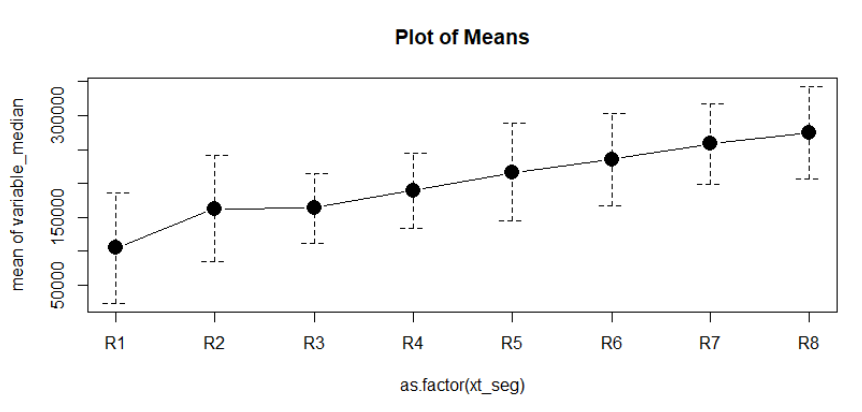 Plot of Means
mean of variable_median
300000
150000
50000
R1 R2 R3 R4 R5 R6 R7 R8
as.factor(xt_seg)